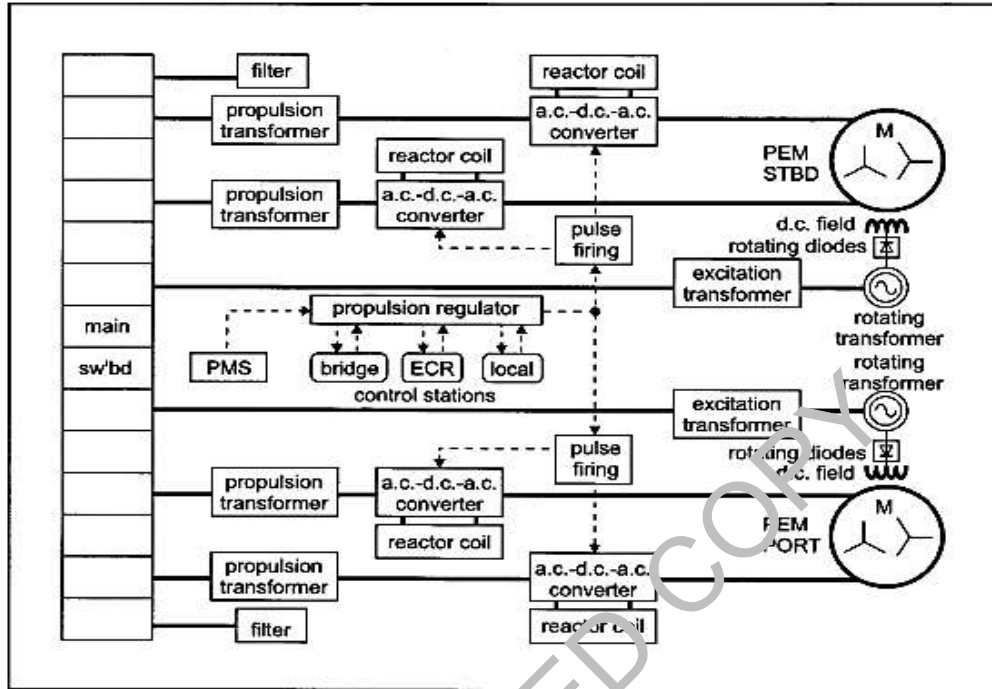 filter
reactor coil
propulsion
transformer
a.c.-d.c.-a.c.
converter
M
PEM
STBD
reactor coil
propulsion
transformer
a.c.-d.c.-a.c.
converter
pulse
firing
d.c. field
rotating diodes
excitation
transformer
rotating
transformer
propulsion regulator
main
sw'bd
PMS
bridge
ECR
local
control stations
rotating
transformer
excitation
transformer
pulse
firing
rotating diodes
d.c. field
propulsion
transformer
a.c.-d.c.-a.c.
converter
reactor coil
M
PEM
PORT
propulsion
transformer
a.c.-d.c.-a.c.
converter
reactor coil
filter
ED COPY